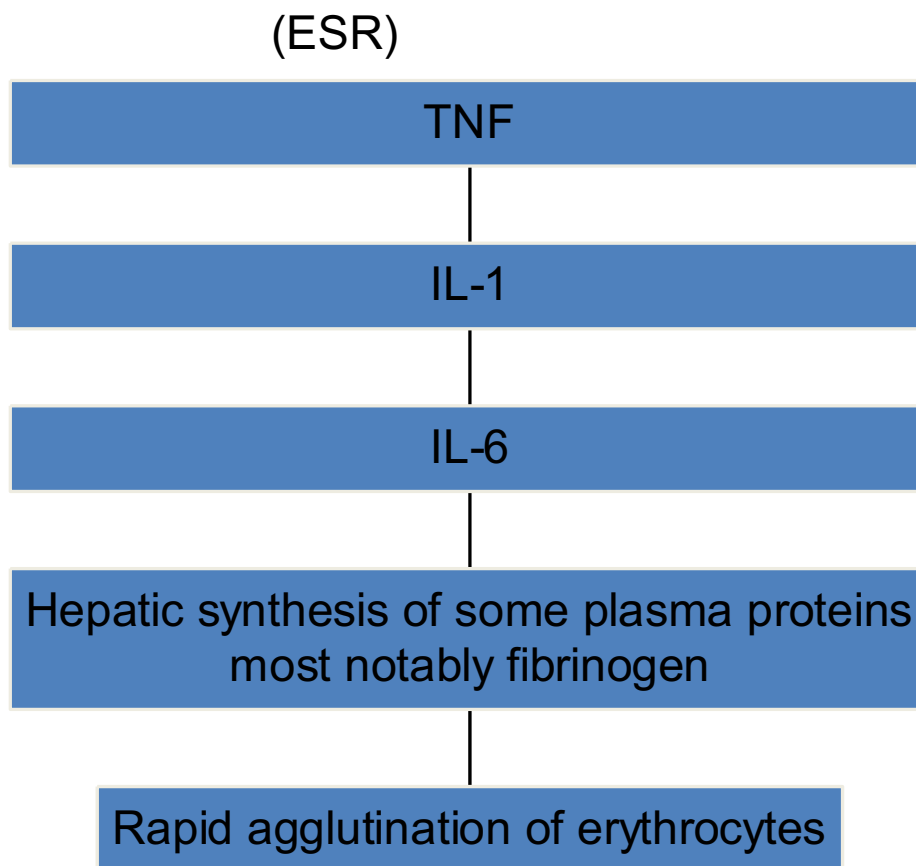 (ESR)
TNF
IL-1
IL-6
Hepatic synthesis of some plasma proteins
most notably fibrinogen
Rapid agglutination of erythrocytes